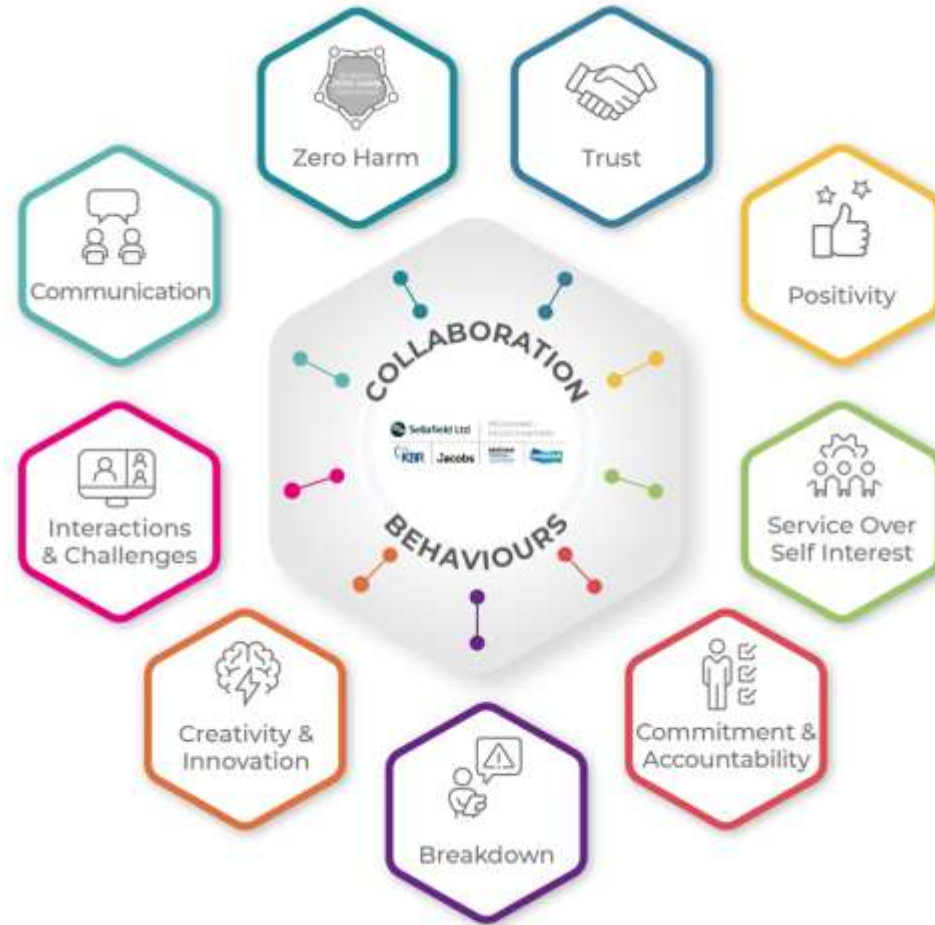 Zero Harm
Trust
Communication
Positivity
COLLABORATION
Sellafield Ltd
KBR
Jacobs
BEHAVIOURS
Interactions
& Challenges
Service Over
Self Interest
Creativity &
Innovation
Commitment &
Accountability
Breakdown